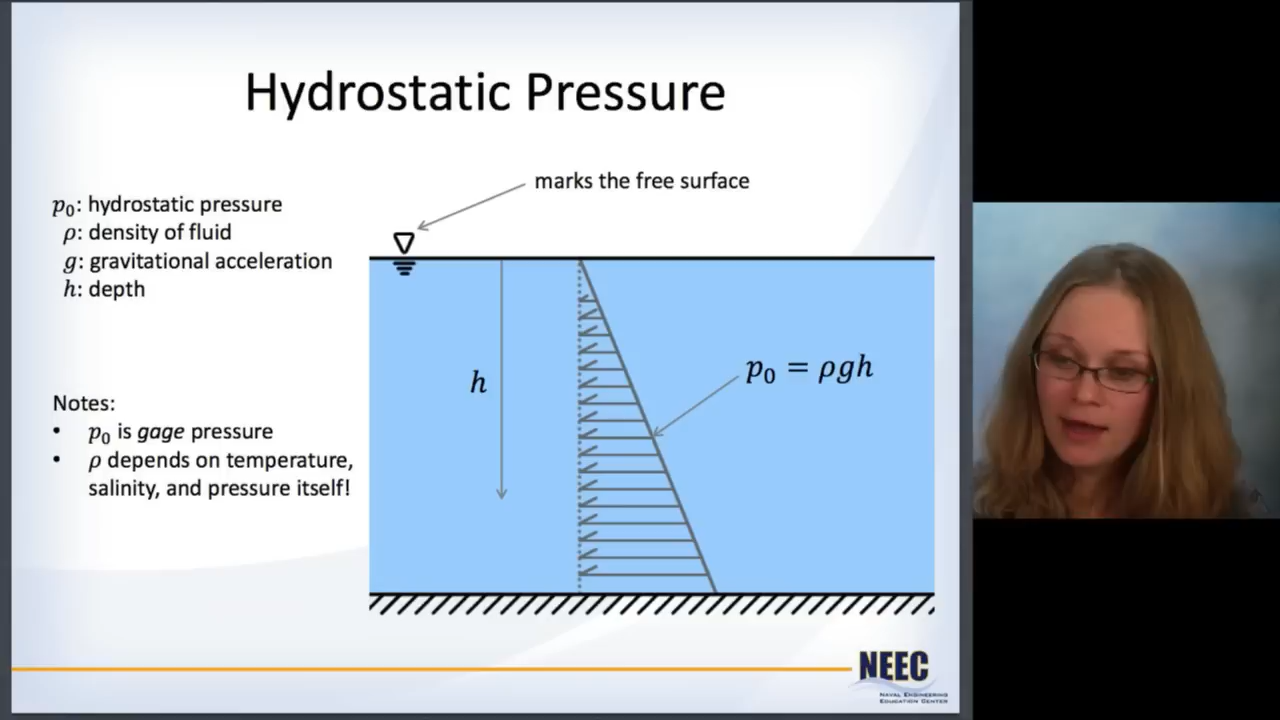 Hydrostatic Pressure
marks the free surface
p₀: hydrostatic pressure
ρ: density of fluid
g: gravitational acceleration
h: depth
h
p₀ = ρgh
Notes:
• p₀ is gage pressure
• ρ depends on temperature,
salinity, and pressure itself!
NEEC
Naval Engineering
Education Center